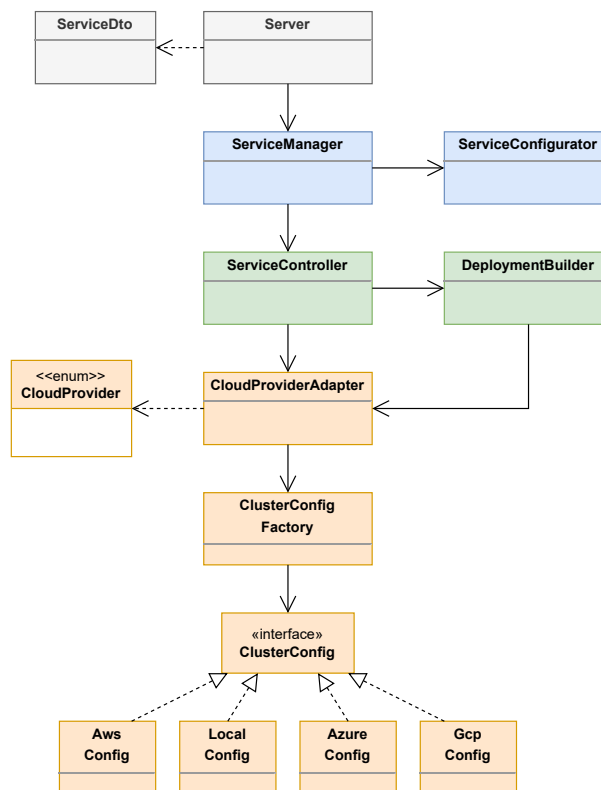 ServiceDto
Server
ServiceManager
ServiceConfigurator
ServiceController
DeploymentBuilder
<<enum>>
CloudProvider
CloudProviderAdapter
ClusterConfig
Factory
«interface»
ClusterConfig
Aws
Config
Local
Config
Azure
Config
Gcp
Config